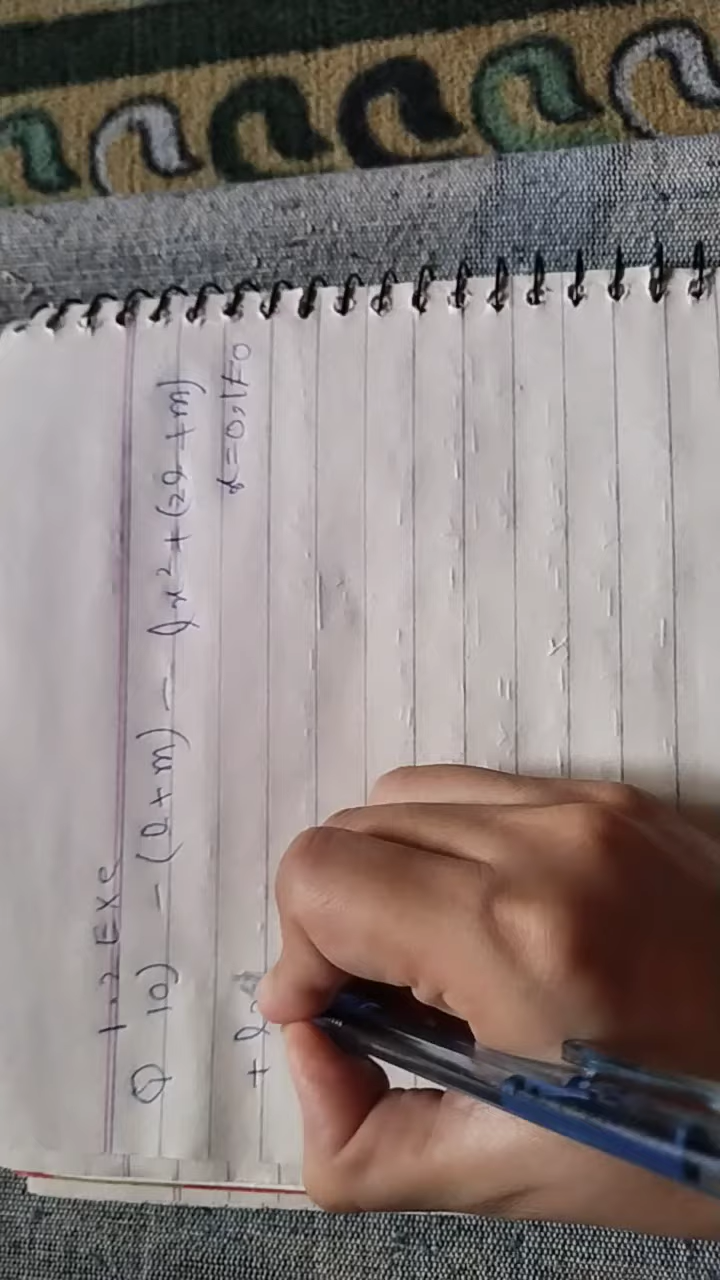 1.2 Exe
Q 10) -(l+m) - lx²+(2l+m)
x=0,l≠0
+ l